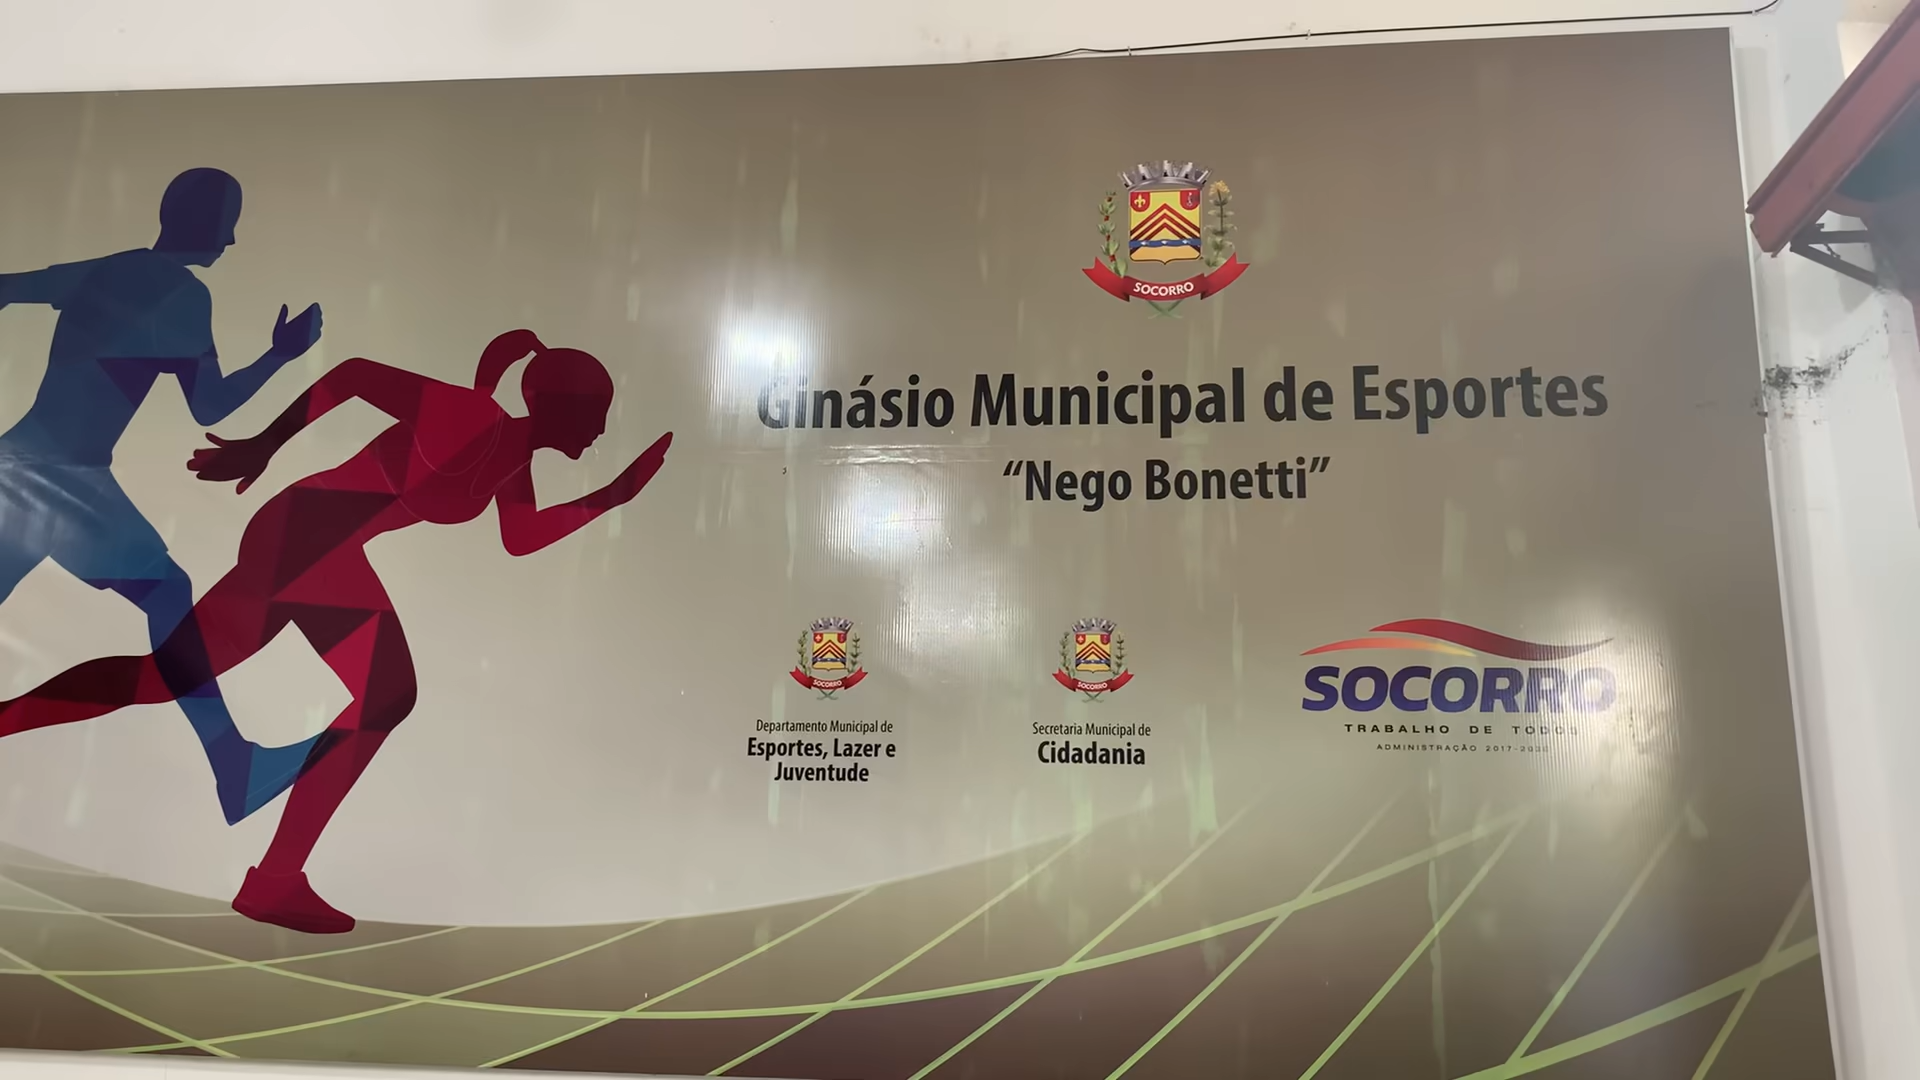 SOCORRO
Ginásio Municipal de Esportes
“Nego Bonetti”
SOCORRO
Departamento Municipal de
Esportes, Lazer e
Juventude
SOCORRO
Secretaria Municipal de
Cidadania
SOCORRO
TRABALHO DE TODOS
ADMINISTRAÇÃO 2017-2020